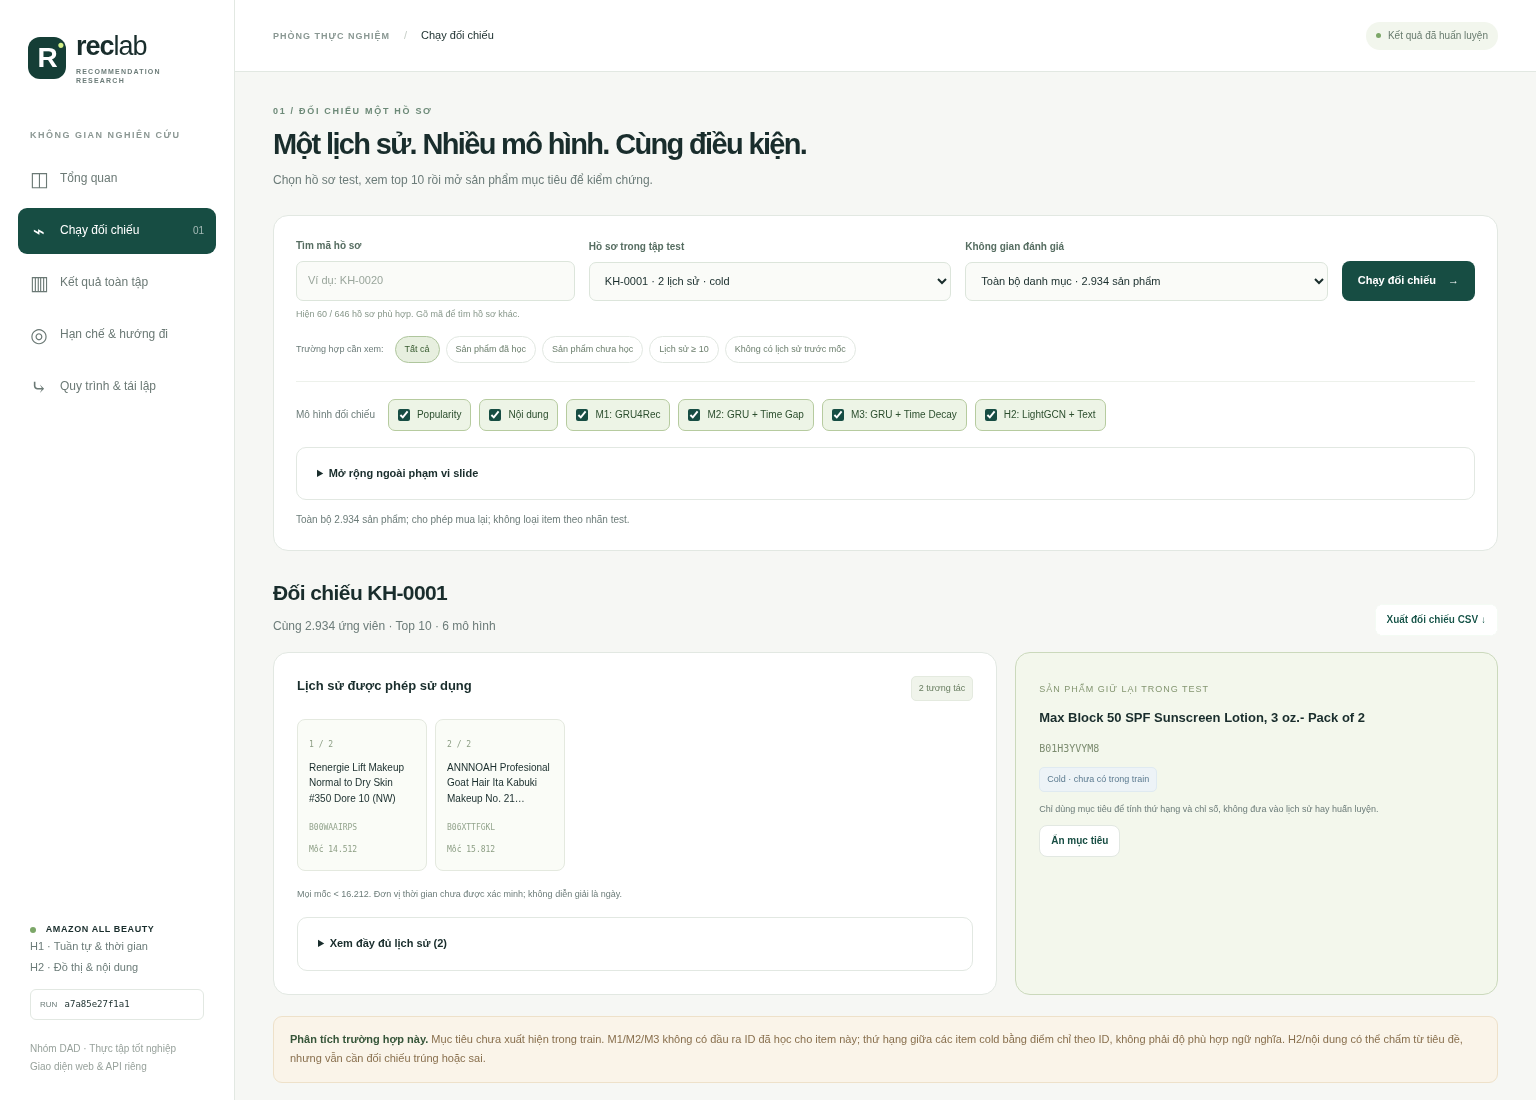 R
reclab
RECOMMENDATION
RESEARCH
KHÔNG GIAN NGHIÊN CỨU
Tổng quan
Chạy đối chiếu 01
Kết quả toàn tập
Hạn chế & hướng đi
Quy trình & tái lập
AMAZON ALL BEAUTY
H1 · Tuần tự & thời gian
H2 · Đồ thị & nội dung
RUN a7a85e27f1a1
Nhóm DAD · Thực tập tốt nghiệp
Giao diện web & API riêng
PHÒNG THỰC NGHIỆM / Chạy đối chiếu
Kết quả đã huấn luyện
01 / ĐỐI CHIẾU MỘT HỒ SƠ
Một lịch sử. Nhiều mô hình. Cùng điều kiện.
Chọn hồ sơ test, xem top 10 rồi mở sản phẩm mục tiêu để kiểm chứng.
Tìm mã hồ sơ
Ví dụ: KH-0020
Hiện 60 / 646 hồ sơ phù hợp. Gõ mã để tìm hồ sơ khác.
Hồ sơ trong tập test
KH-0001 · 2 lịch sử · cold
Không gian đánh giá
Toàn bộ danh mục · 2.934 sản phẩm
Chạy đối chiếu →
Trường hợp cần xem: Tất cả Sản phẩm đã học Sản phẩm chưa học Lịch sử ≥ 10 Không có lịch sử trước mốc
Mô hình đối chiếu Popularity Nội dung M1: GRU4Rec M2: GRU + Time Gap M3: GRU + Time Decay H2: LightGCN + Text
▶ Mở rộng ngoài phạm vi slide
Toàn bộ 2.934 sản phẩm; cho phép mua lại; không loại item theo nhãn test.
Đối chiếu KH-0001
Cùng 2.934 ứng viên · Top 10 · 6 mô hình
Xuất đối chiếu CSV ↓
Lịch sử được phép sử dụng
2 tương tác
1 / 2
Renergie Lift Makeup
Normal to Dry Skin
#350 Dore 10 (NW)
B00WAAIRPS
Mốc 14.512
2 / 2
ANNNOAH Profesional
Goat Hair Ita Kabuki
Makeup No. 21…
B06XTTFGKL
Mốc 15.812
Mọi mốc < 16.212. Đơn vị thời gian chưa được xác minh; không diễn giải là ngày.
▶ Xem đầy đủ lịch sử (2)
SẢN PHẨM GIỮ LẠI TRONG TEST
Max Block 50 SPF Sunscreen Lotion, 3 oz.- Pack of 2
B01H3YVYM8
Cold · chưa có trong train
Chỉ dùng mục tiêu để tính thứ hạng và chỉ số, không đưa vào lịch sử hay huấn luyện.
Ẩn mục tiêu
Phân tích trường hợp này. Mục tiêu chưa xuất hiện trong train. M1/M2/M3 không có đầu ra ID đã học cho item này; thứ hạng giữa các item cold bằng điểm chỉ theo ID, không phải độ phù hợp ngữ nghĩa. H2/nội dung có thể chấm từ tiêu đề,
nhưng vẫn cần đối chiếu trúng hoặc sai.